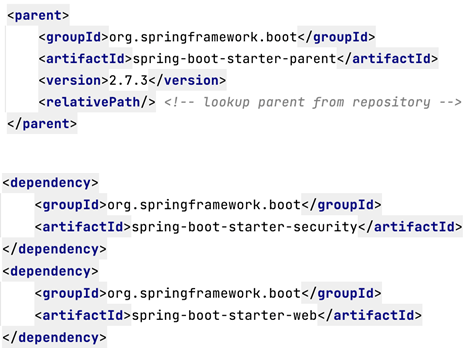 <parent>
<groupId>org.springframework.boot</groupId>
<artifactId>spring-boot-starter-parent</artifactId>
<version>2.7.3</version>
<relativePath/> <!-- lookup parent from repository -->
</parent>
<dependency>
<groupId>org.springframework.boot</groupId>
<artifactId>spring-boot-starter-security</artifactId>
</dependency>
<dependency>
<groupId>org.springframework.boot</groupId>
<artifactId>spring-boot-starter-web</artifactId>
</dependency>